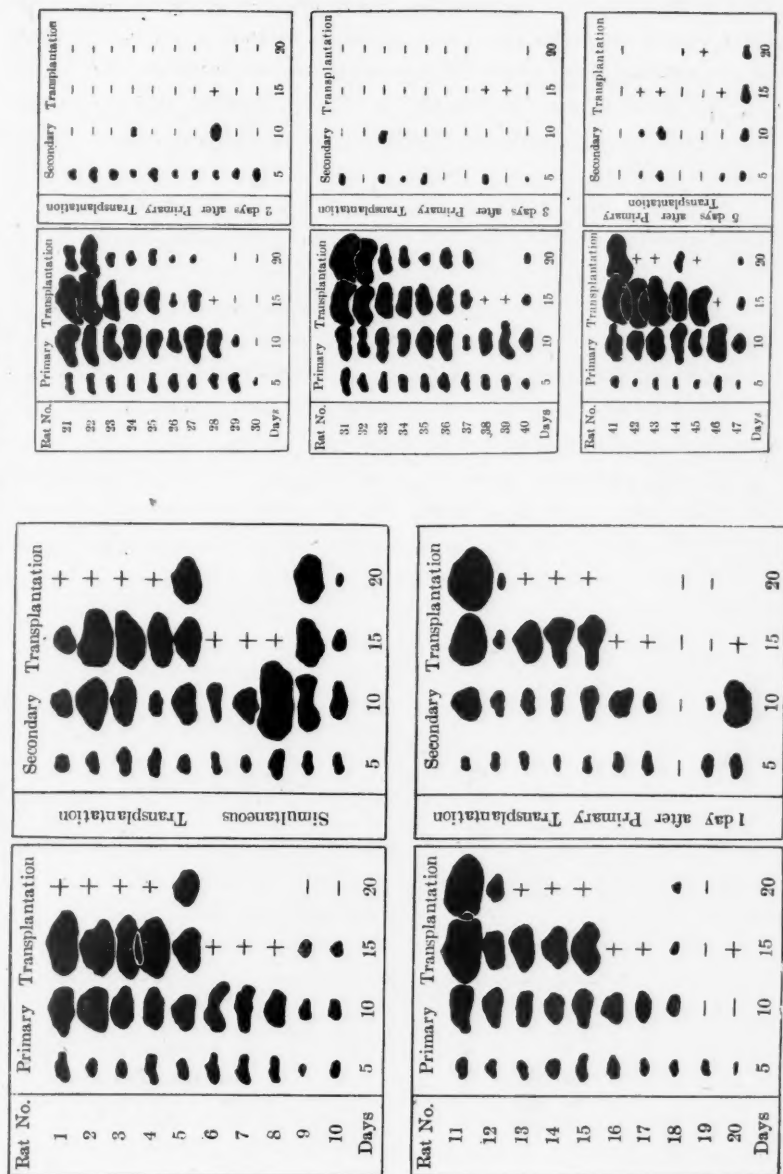 Rat No. Primary Transplantation
1 +
2 +
3 +
4 +
5
6 +
7 +
8 +
9 −
10 −
Days 5 10 15 20
Simultaneous Transplantation
Secondary Transplantation
+
+
+
+
+
+
+
5 10 15 20
Rat No. Primary Transplantation
11
12
13 +
14 +
15 +
16 +
17 +
18
19 − − −
20 − +
Days 5 10 15 20
1 day after Primary Transplantation
Secondary Transplantation
+
+
+
+
+
− − − −
− −
+
5 10 15 20
Rat No. Primary Transplantation
21
22
23
24
25
26
27
28 +
29 − −
30 − − −
Days 5 10 15 20
2 days after Primary Transplantation
Secondary Transplantation
− − −
− − −
− − −
− −
− − −
− − −
− − −
+
− − −
− − −
5 10 15 20
Rat No. Primary Transplantation
31
32
33
34
35
36
37
38 +
39 +
40
Days 5 10 15 20
3 days after Primary Transplantation
Secondary Transplantation
− − −
− − − −
− −
− − −
− − −
− − − −
− − − −
− +
− − +
− − −
5 10 15 20
Rat No. Primary Transplantation
41
42 +
43 +
44
45 +
46 +
47
Days 5 10 15 20
5 days after Primary Transplantation
Secondary Transplantation
− − − −
+
+
− − −
− − − +
− +
5 10 15 20